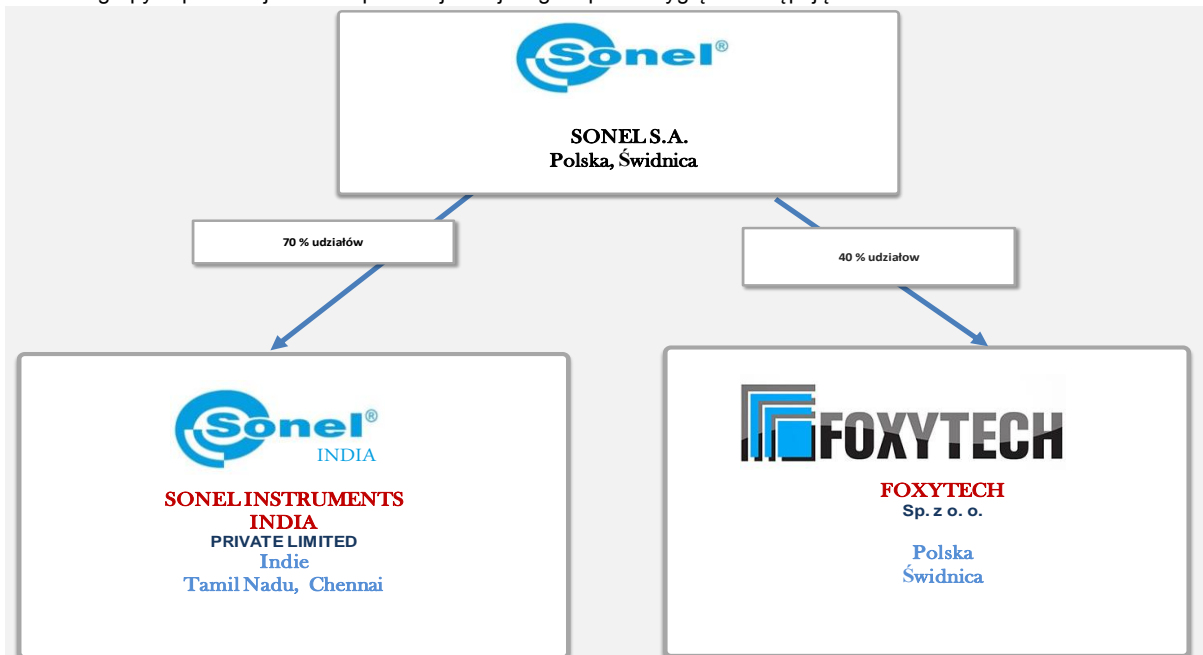 Sonel®
SONEL S.A.
Polska, Świdnica
70 % udziałów
40 % udziałow
Sonel®
INDIA
SONEL INSTRUMENTS
INDIA
PRIVATE LIMITED
Indie
Tamil Nadu, Chennai
FOXYTECH
FOXYTECH
Sp. z o. o.
Polska
Świdnica